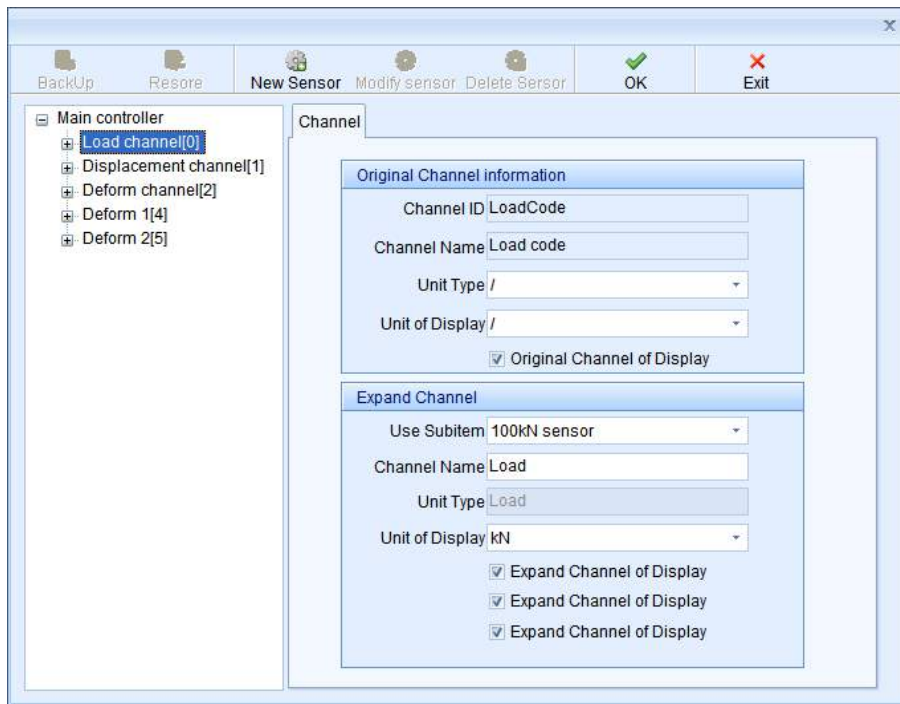 x
BackUp Resore New Sensor Modify sensor Delete Sersor OK Exit
Main controller
Load channel[0]
Displacement channel[1]
Deform channel[2]
Deform 1[4]
Deform 2[5]
Channel
Original Channel information
Channel ID LoadCode
Channel Name Load code
Unit Type /
Unit of Display /
Original Channel of Display
Expand Channel
Use Subitem 100kN sensor
Channel Name Load
Unit Type Load
Unit of Display kN
Expand Channel of Display
Expand Channel of Display
Expand Channel of Display